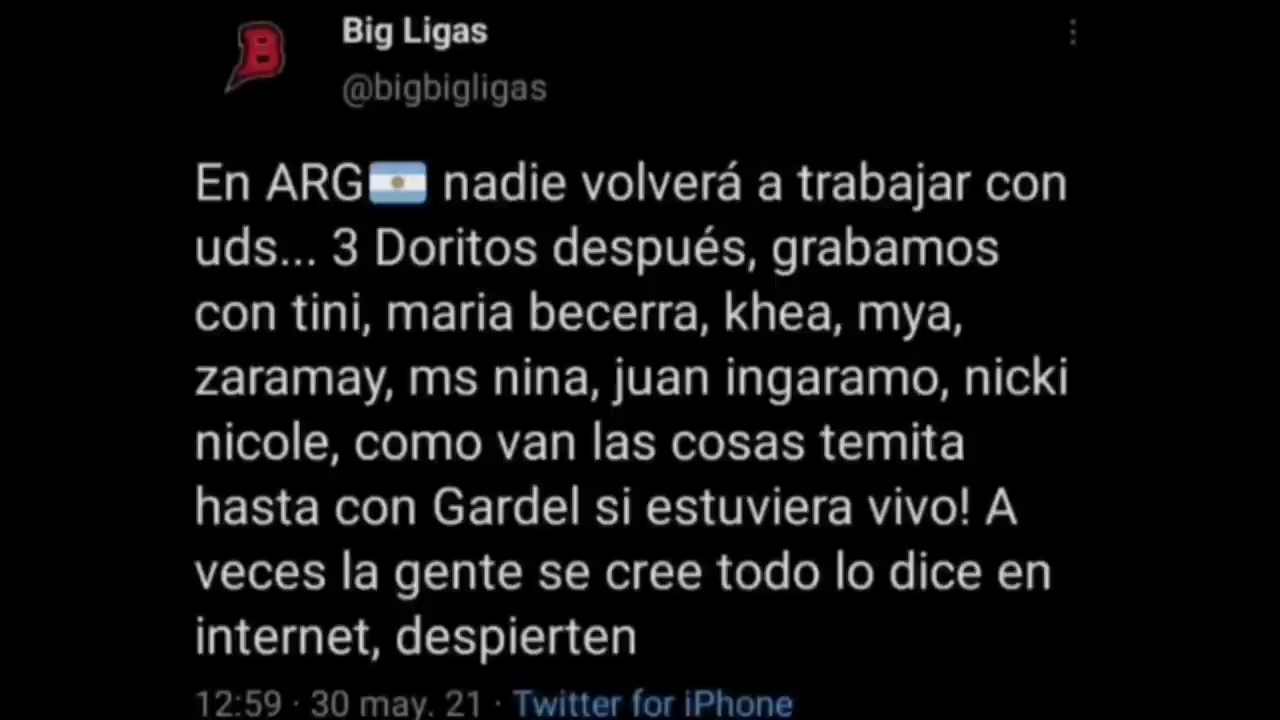 Big Ligas
@bigbigligas
En ARG🇦🇷 nadie volverá a trabajar con
uds... 3 Doritos después, grabamos
con tini, maria becerra, khea, mya,
zaramay, ms nina, juan ingaramo, nicki
nicole, como van las cosas temita
hasta con Gardel si estuviera vivo! A
veces la gente se cree todo lo dice en
internet, despierten
12:59 · 30 may. 21 · Twitter for iPhone